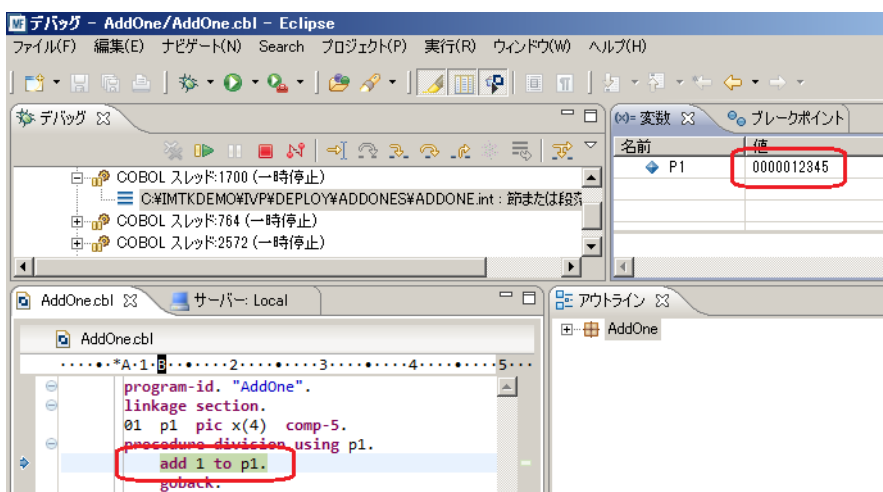 デバッグ - AddOne/AddOne.cbl - Eclipse
ファイル(F) 編集(E) ナビゲート(N) Search プロジェクト(P) 実行(R) ウィンドウ(W) ヘルプ(H)
デバッグ
COBOL スレッド:1700 (一時停止)
C:¥IMTKDEMO¥IVP¥DEPLOY¥ADDONES¥ADDONE.int : 節または段落
COBOL スレッド:764 (一時停止)
COBOL スレッド:2572 (一時停止)
(x)= 変数 ブレークポイント
名前 値
P1 0000012345
AddOne.cbl サーバー: Local
AddOne.cbl
·····•·*A·1·B··•····2····•····3····•····4····•····5···
program-id. "AddOne".
linkage section.
01 p1 pic x(4) comp-5.
procedure division using p1.
add 1 to p1.
goback.
アウトライン
AddOne